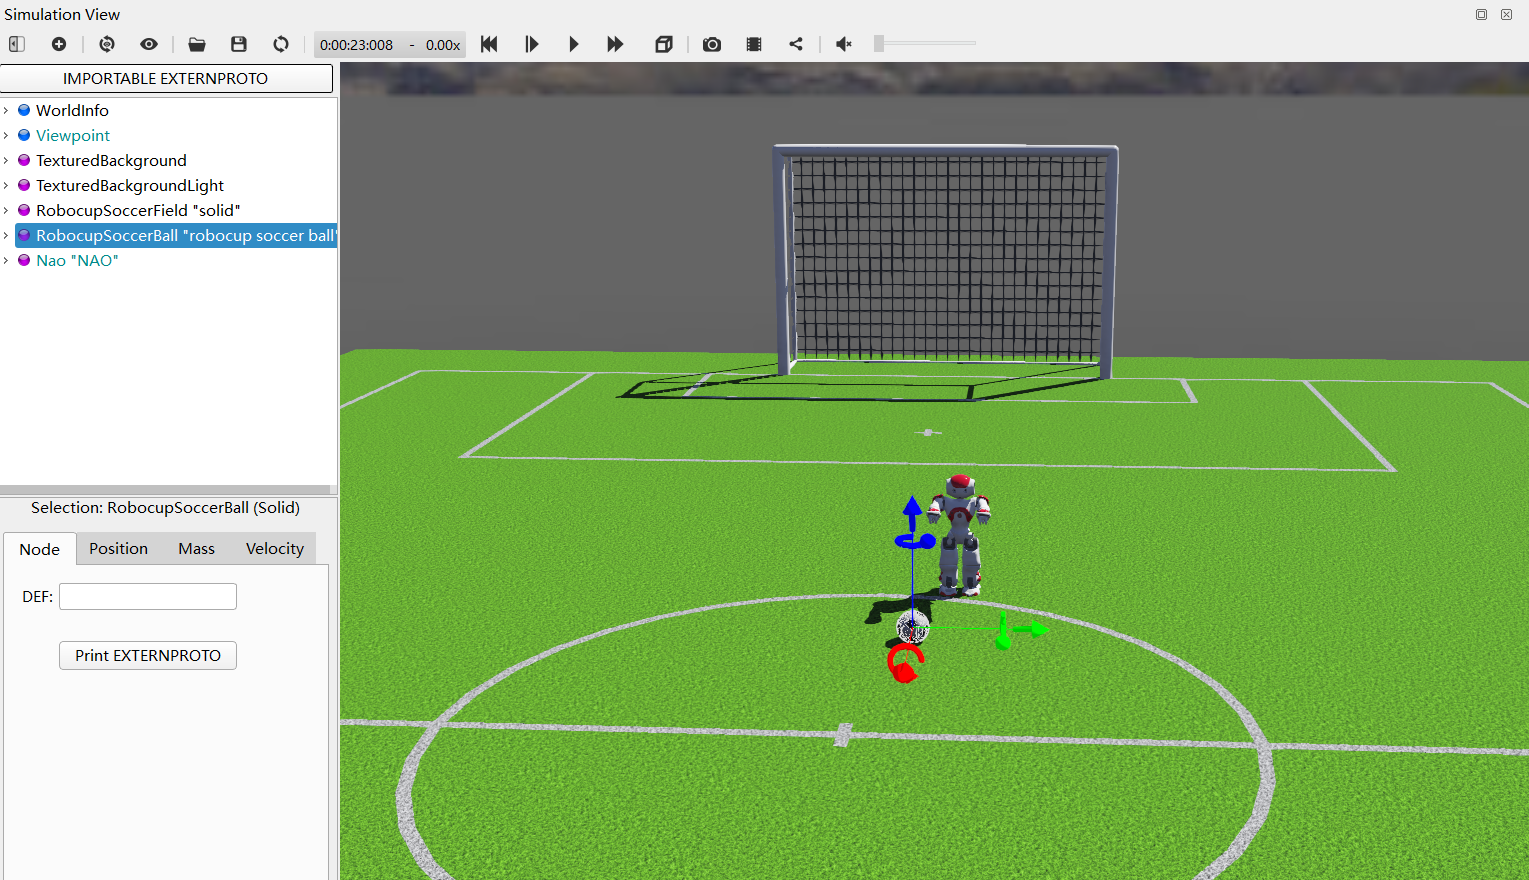 Simulation View
0:00:23:008 - 0.00x
IMPORTABLE EXTERNPROTO
WorldInfo
Viewpoint
TexturedBackground
TexturedBackgroundLight
RobocupSoccerField "solid"
RobocupSoccerBall "robocup soccer ball"
Nao "NAO"
Selection: RobocupSoccerBall (Solid)
Node Position Mass Velocity
DEF:
Print EXTERNPROTO